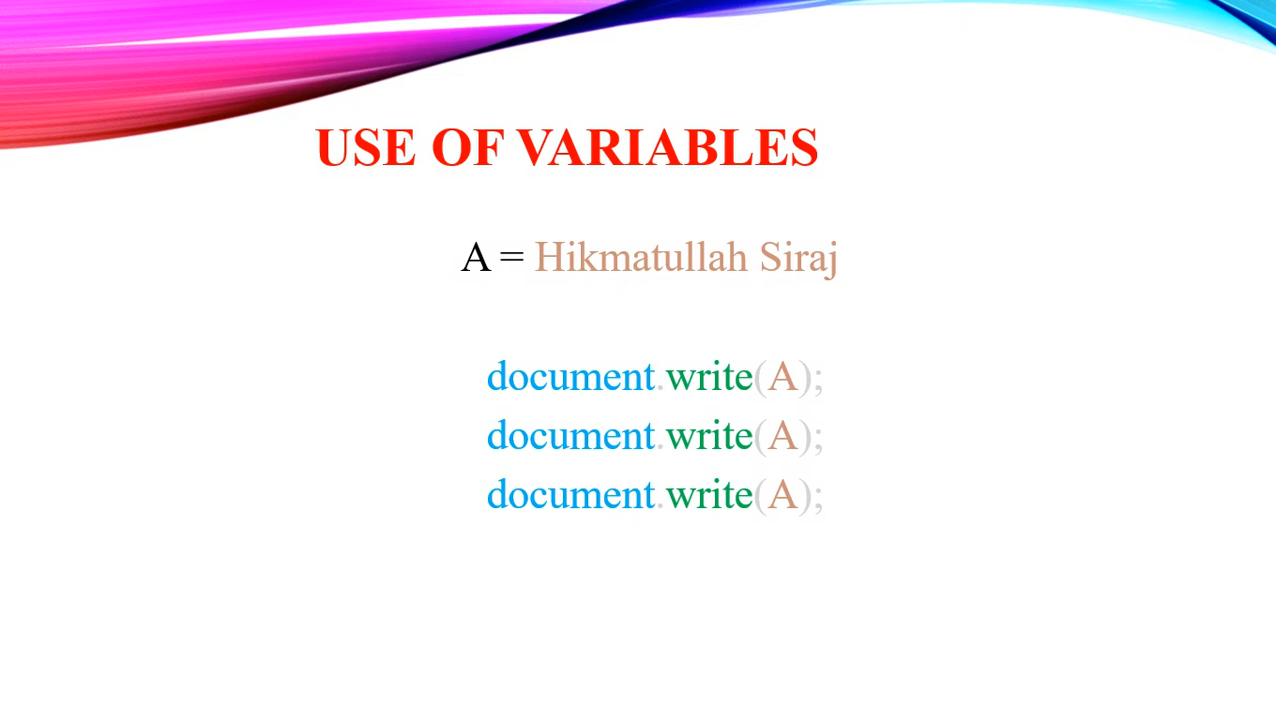 USE OF VARIABLES
A = Hikmatullah Siraj
document.write(A);
document.write(A);
document.write(A);